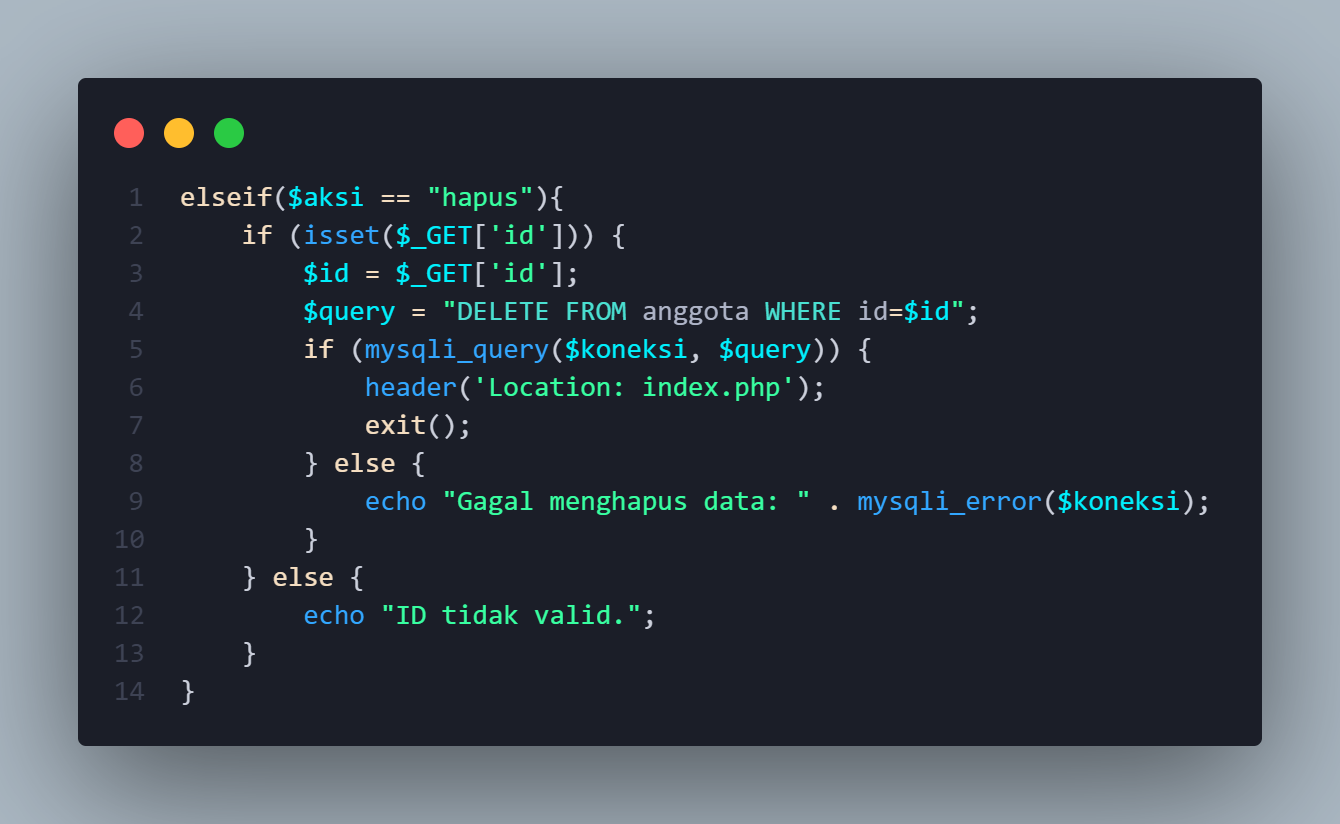 1 elseif($aksi == "hapus"){
2     if (isset($_GET['id'])) {
3         $id = $_GET['id'];
4         $query = "DELETE FROM anggota WHERE id=$id";
5         if (mysqli_query($koneksi, $query)) {
6             header('Location: index.php');
7             exit();
8         } else {
9             echo "Gagal menghapus data: " . mysqli_error($koneksi);
10         }
11     } else {
12         echo "ID tidak valid.";
13     }
14 }